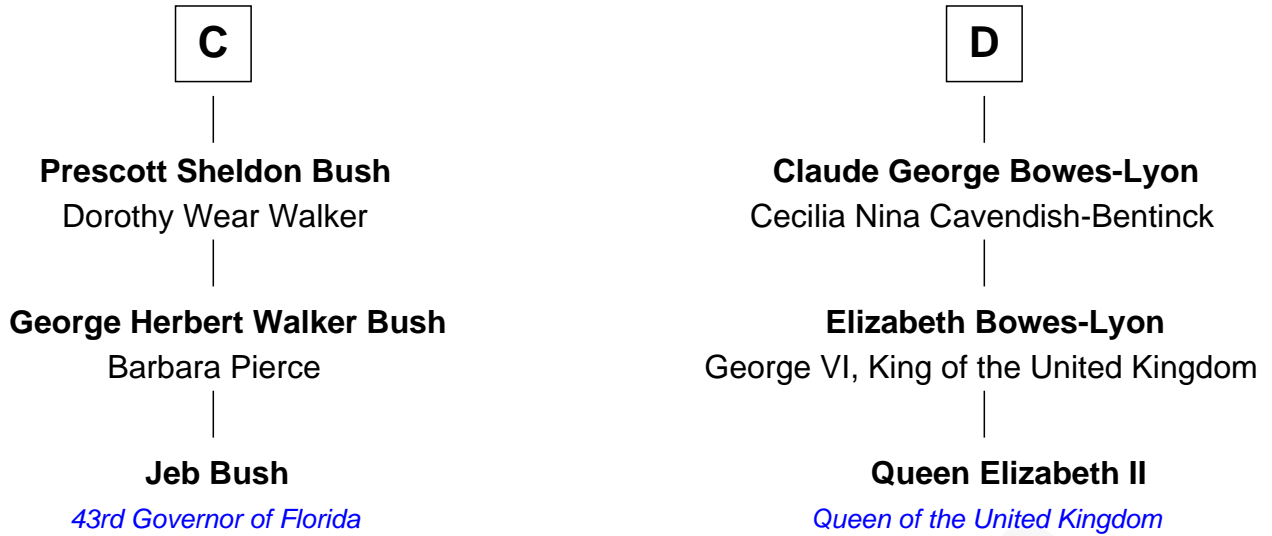 C
Prescott Sheldon Bush
Dorothy Wear Walker
George Herbert Walker Bush
Barbara Pierce
Jeb Bush
43rd Governor of Florida
D
Claude George Bowes-Lyon
Cecilia Nina Cavendish-Bentinck
Elizabeth Bowes-Lyon
George VI, King of the United Kingdom
Queen Elizabeth II
Queen of the United Kingdom